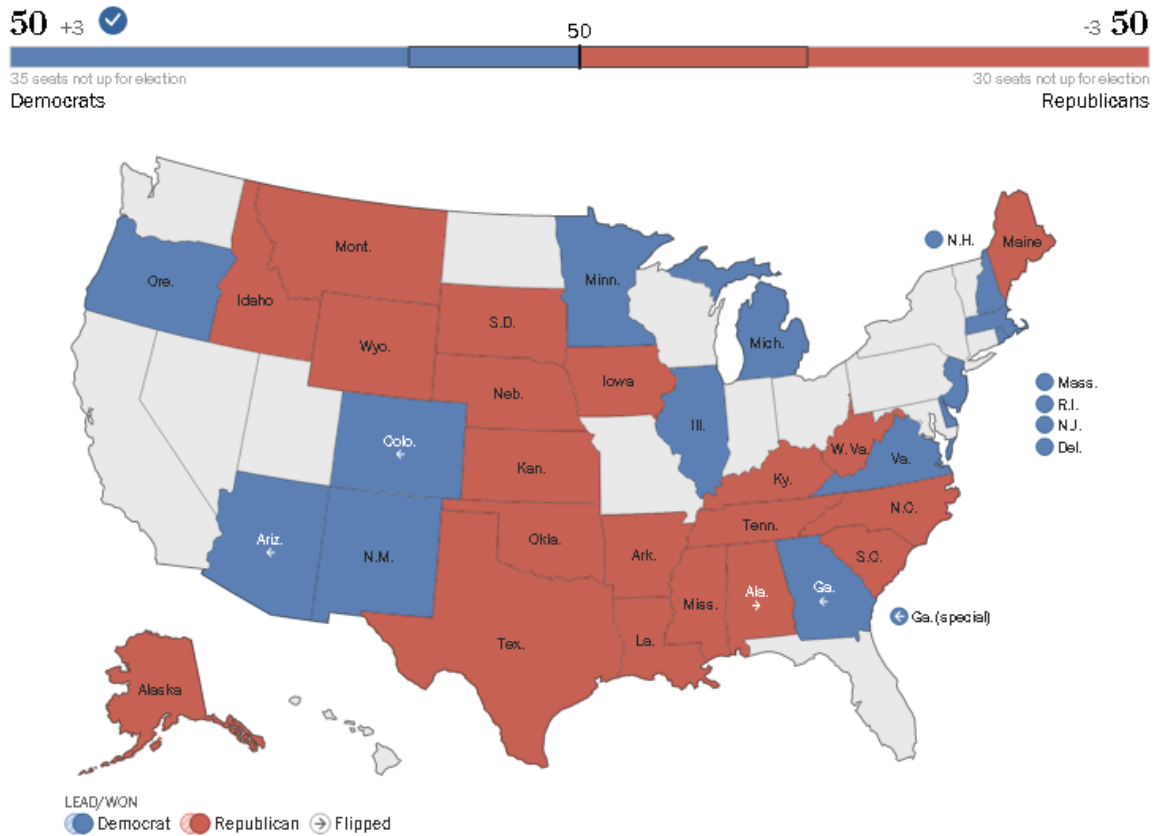 50 +3
50
-3 50
35 seats not up for election
30 seats not up for election
Democrats
Republicans
N.H.
Maine
Mont.
Minn.
Ore.
Idaho
S.D.
Wyo.
Mich.
Iowa
Neb.
Mass.
R.I.
N.J.
Del.
Ill.
Colo.
←
W.Va.
Va.
Kan.
Ky.
N.C.
Tenn.
Ariz.
←
Okla.
N.M.
Ark.
S.C.
Ala.
→
Ga.
←
Miss.
← Ga.(special)
Tex.
La.
Alaska
LEAD/WON
Democrat Republican → Flipped